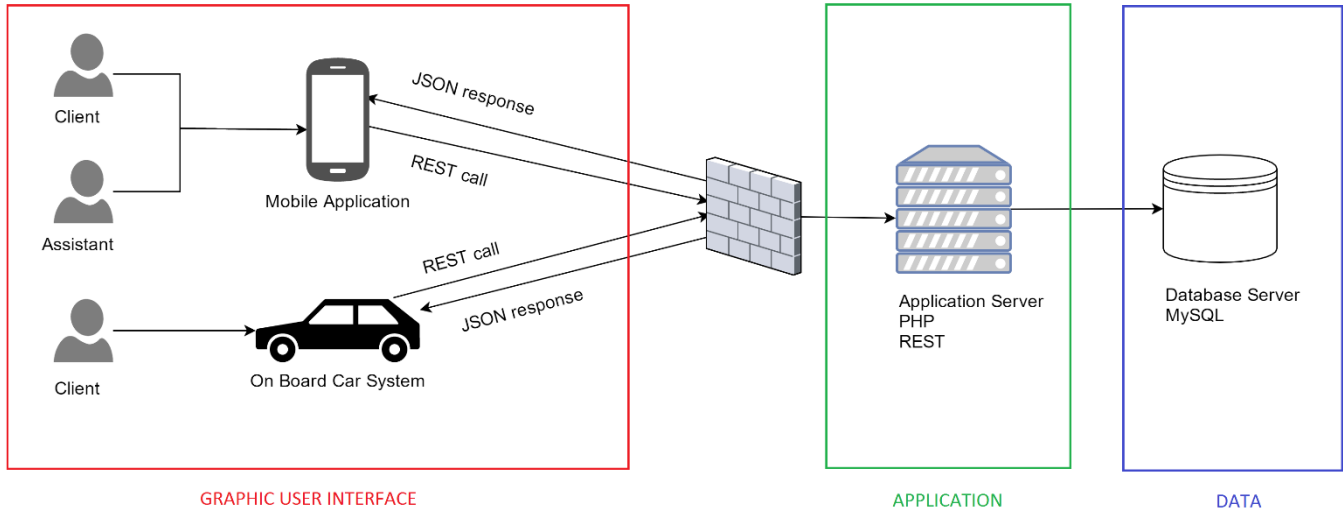 Client
Assistant
Client
Mobile Application
JSON response
REST call
REST call
JSON response
On Board Car System
Application Server
PHP
REST
Database Server
MySQL
GRAPHIC USER INTERFACE
APPLICATION
DATA